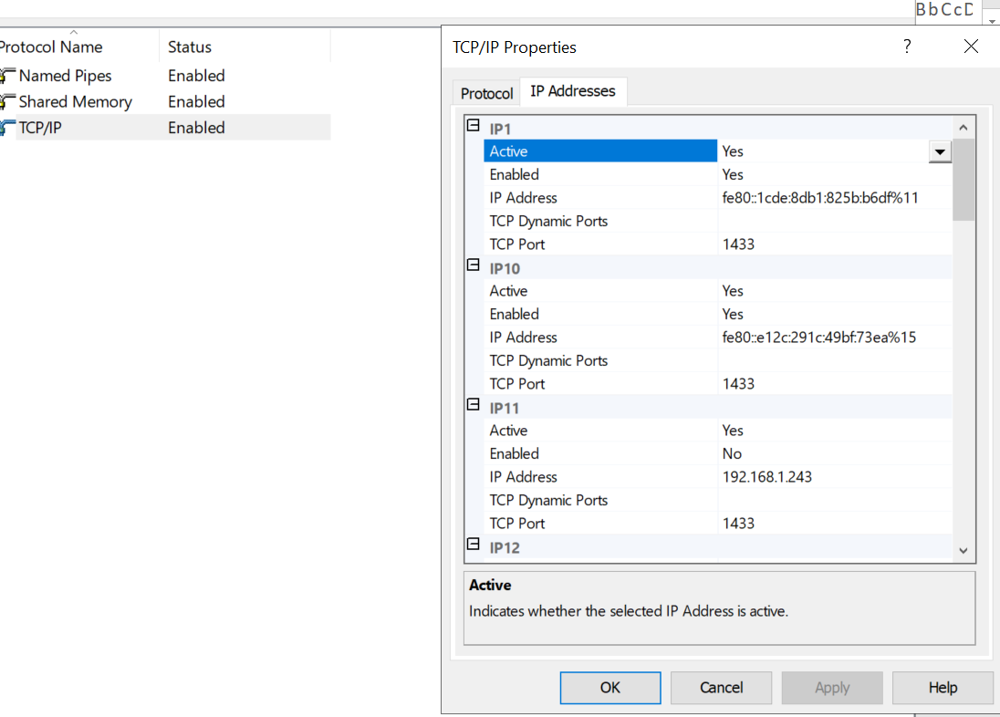 BbCcD
Protocol Name Status
Named Pipes Enabled
Shared Memory Enabled
TCP/IP Enabled
TCP/IP Properties ?
Protocol IP Addresses
IP1
Active Yes
Enabled Yes
IP Address fe80::1cde:8db1:825b:b6df%11
TCP Dynamic Ports
TCP Port 1433
IP10
Active Yes
Enabled Yes
IP Address fe80::e12c:291c:49bf:73ea%15
TCP Dynamic Ports
TCP Port 1433
IP11
Active Yes
Enabled No
IP Address 192.168.1.243
TCP Dynamic Ports
TCP Port 1433
IP12
Active
Indicates whether the selected IP Address is active.
OK Cancel Apply Help